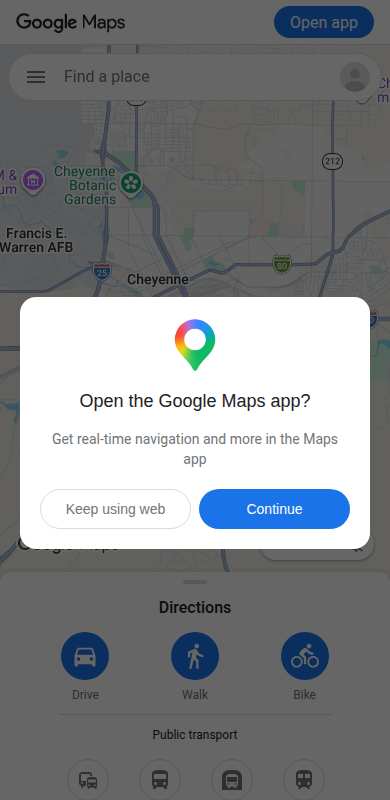 Google Maps
Open app
Find a place
212
Cheyenne
Botanic
Gardens
Francis E.
Warren AFB
25
80
Cheyenne
Open the Google Maps app?
Get real-time navigation and more in the Maps
app
Keep using web
Continue
Directions
Drive
Walk
Bike
Public transport